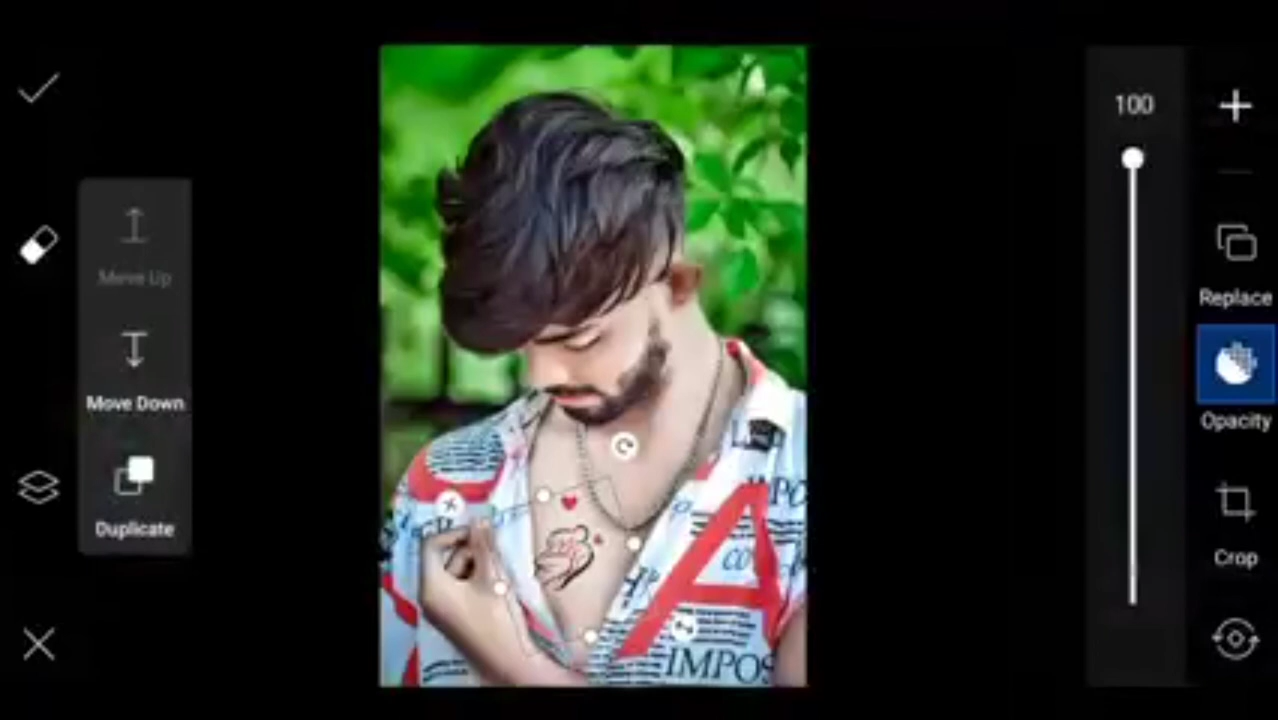 100
Move Up
Move Down
Duplicate
Replace
Opacity
Crop
A
IMPOS